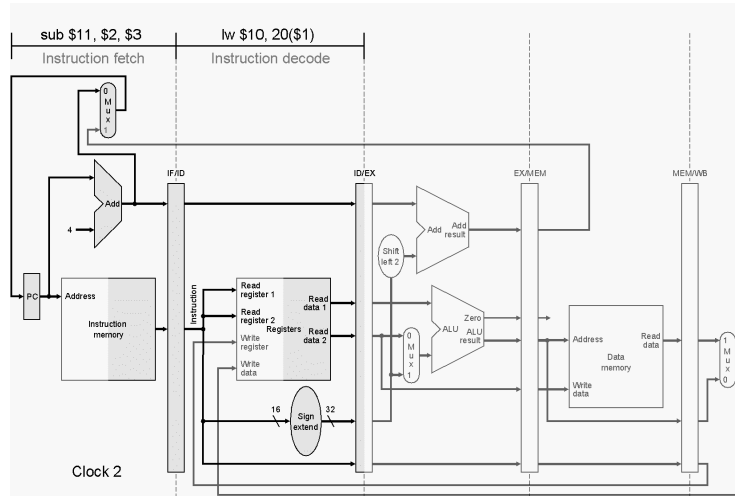 sub $11, $2, $3
lw $10, 20($1)
Instruction fetch
Instruction decode
0
M
u
x
1
IF/ID
ID/EX
EX/MEM
MEM/WB
Add
4
Add
Add
result
Shift
left 2
PC
Address
Instruction
memory
Instruction
Read
register 1
Read
register 2
Write
register
Write
data
Registers
Read
data 1
Read
data 2
0
M
u
x
1
ALU
Zero
ALU
result
Address
Write
data
Data
memory
Read
data
1
M
u
x
0
16
Sign
extend
32
Clock 2